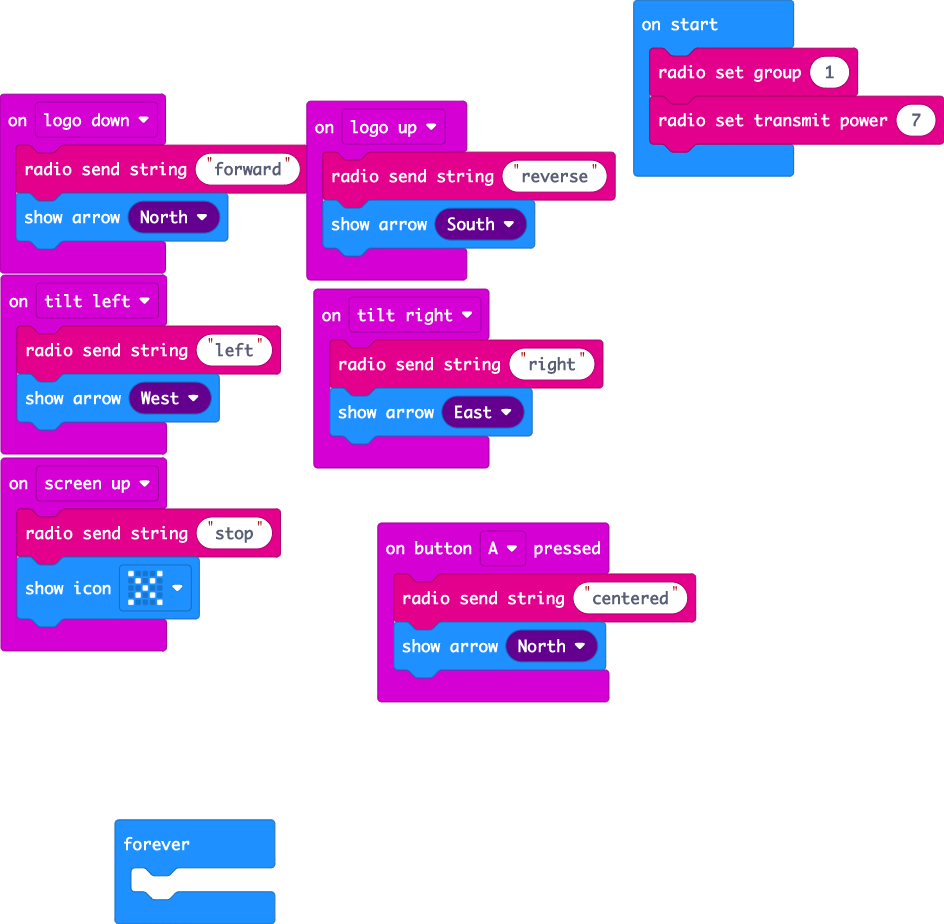 on start
radio set group 1
radio set transmit power 7
on logo down
radio send string "forward"
show arrow North
on logo up
radio send string "reverse"
show arrow South
on tilt left
radio send string "left"
show arrow West
on tilt right
radio send string "right"
show arrow East
on screen up
radio send string "stop"
show icon
on button A pressed
radio send string "centered"
show arrow North
forever